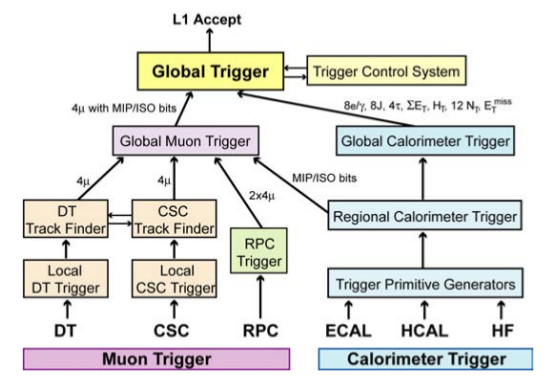 L1 Accept
Global Trigger
Trigger Control System
4μ with MIP/ISO bits
8e/γ, 8J, 4τ, ΣE_T, H_T, 12 N_T, E_T^miss
Global Muon Trigger
Global Calorimeter Trigger
4μ
4μ
2x4μ
MIP/ISO bits
DT
Track Finder
CSC
Track Finder
Regional Calorimeter Trigger
RPC
Trigger
Local
DT Trigger
Local
CSC Trigger
Trigger Primitive Generators
DT
CSC
RPC
ECAL
HCAL
HF
Muon Trigger
Calorimeter Trigger